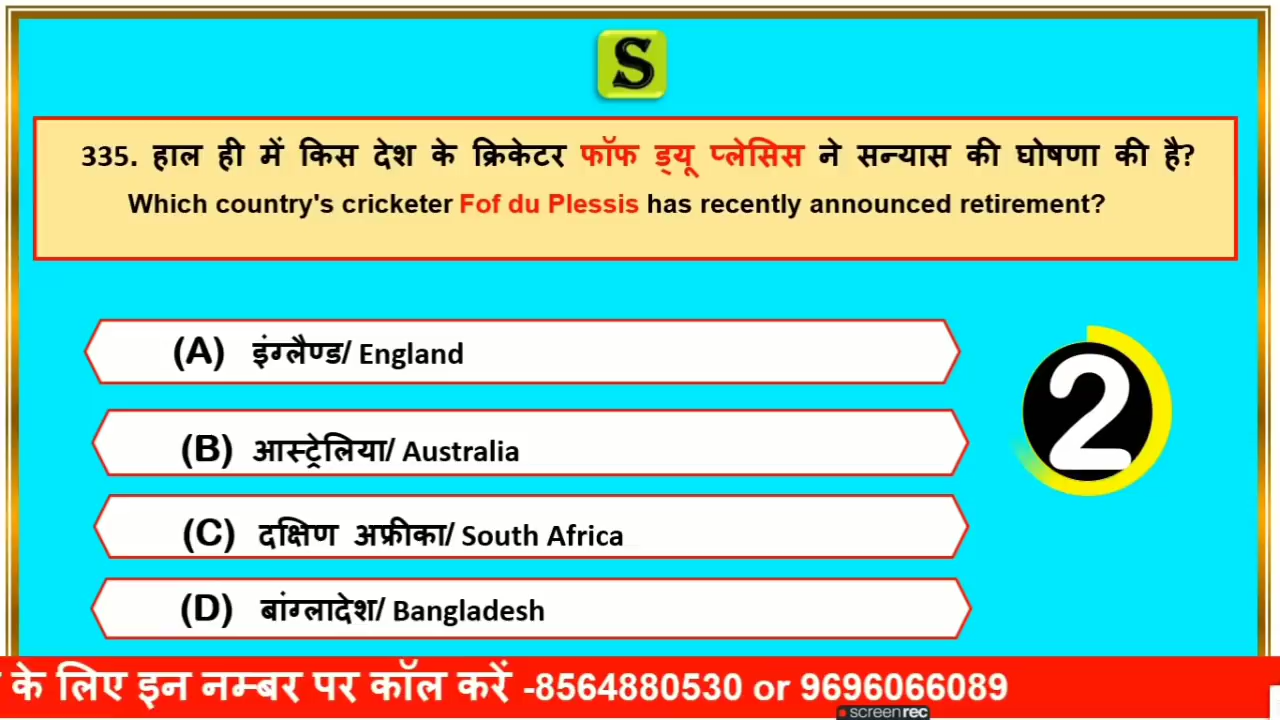 S
335. हाल ही में किस देश के क्रिकेटर फॉफ ड्यू प्लेसिस ने सन्यास की घोषणा की है?
Which country's cricketer Fof du Plessis has recently announced retirement?
(A) इंग्लैण्ड/ England
2
(B) आस्ट्रेलिया/ Australia
(C) दक्षिण अफ्रीका/ South Africa
(D) बांग्लादेश/ Bangladesh
के लिए इन नम्बर पर कॉल करें -8564880530 or 9696066089
screenrec